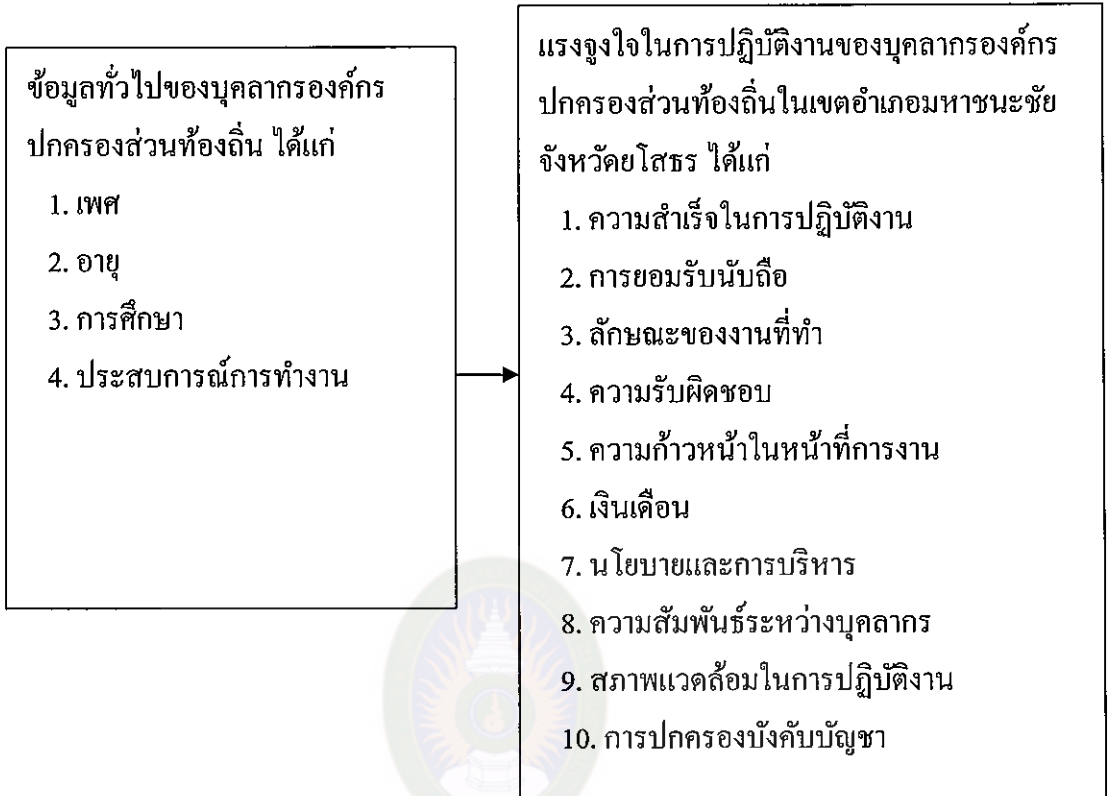 ข้อมูลทั่วไปของบุคลากรองค์กร
ปกครองส่วนท้องถิ่น ได้แก่
1. เพศ
2. อายุ
3. การศึกษา
4. ประสบการณ์การทำงาน
แรงจูงใจในการปฏิบัติงานของบุคลากรองค์กร
ปกครองส่วนท้องถิ่นในเขตอำเภอมหาชนะชัย
จังหวัดยโสธร ได้แก่
1. ความสำเร็จในการปฏิบัติงาน
2. การยอมรับนับถือ
3. ลักษณะของงานที่ทำ
4. ความรับผิดชอบ
5. ความก้าวหน้าในหน้าที่การงาน
6. เงินเดือน
7. นโยบายและการบริหาร
8. ความสัมพันธ์ระหว่างบุคลากร
9. สภาพแวดล้อมในการปฏิบัติงาน
10. การปกครองบังคับบัญชา